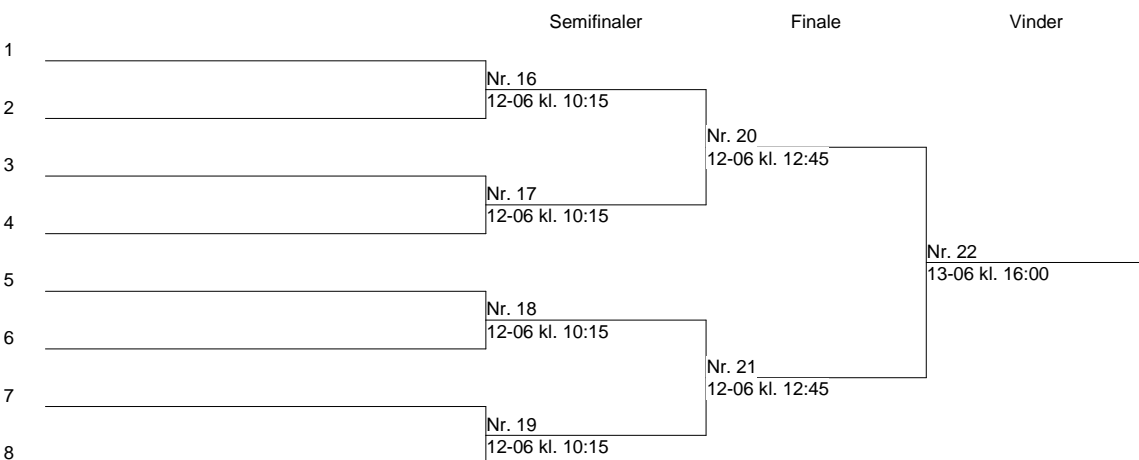 Semifinaler Finale Vinder
1
Nr. 16
12-06 kl. 10:15
2
Nr. 20
12-06 kl. 12:45
3
Nr. 17
12-06 kl. 10:15
4
Nr. 22
13-06 kl. 16:00
5
Nr. 18
12-06 kl. 10:15
6
Nr. 21
12-06 kl. 12:45
7
Nr. 19
12-06 kl. 10:15
8